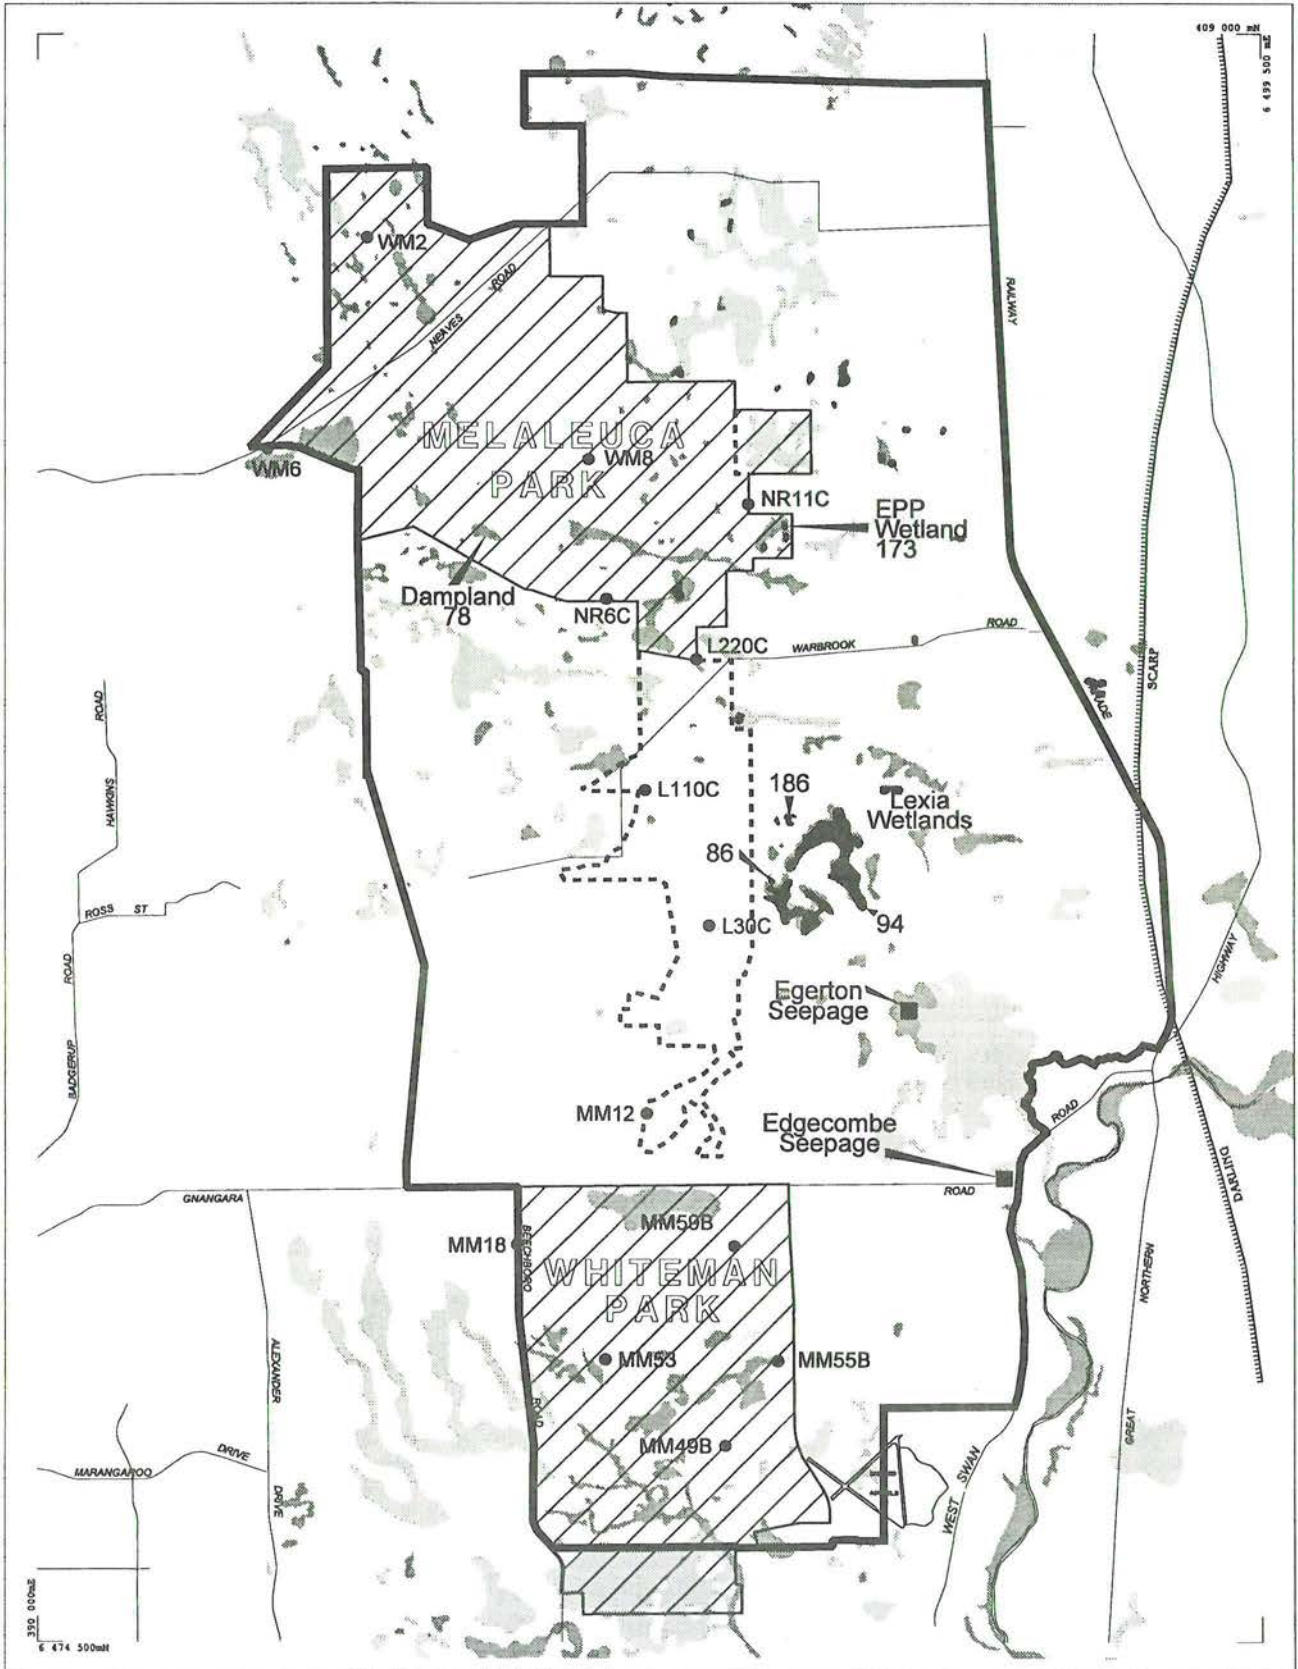 409 000 mN
6 499 500 mE
WM2
ROAD
NEAVES
RAILWAY
MELALEUCA
PARK
WM8
WM6
NR11C
EPP
Wetland
173
Dampland
78
NR6C
L220C
WARBROOK
ROAD
SCARP
ROAD
HAWKINS
L110C
186
Lexia
Wetlands
86
94
L30C
ROSS ST
ROAD
BADGERUP
HIGHWAY
Egerton
Seepage
MM12
ROAD
Edgecombe
Seepage
DARLING
GNANGARA
ROAD
MM59B
MM18
BEECHBORO
WHITEMAN
PARK
NORTHERN
ALEXANDER
MM53
MM55B
ROAD
GREAT
MM49B
DRIVE
MARANGAROO
DRIVE
WEST SWAN
390 000mE
6 474 500mN